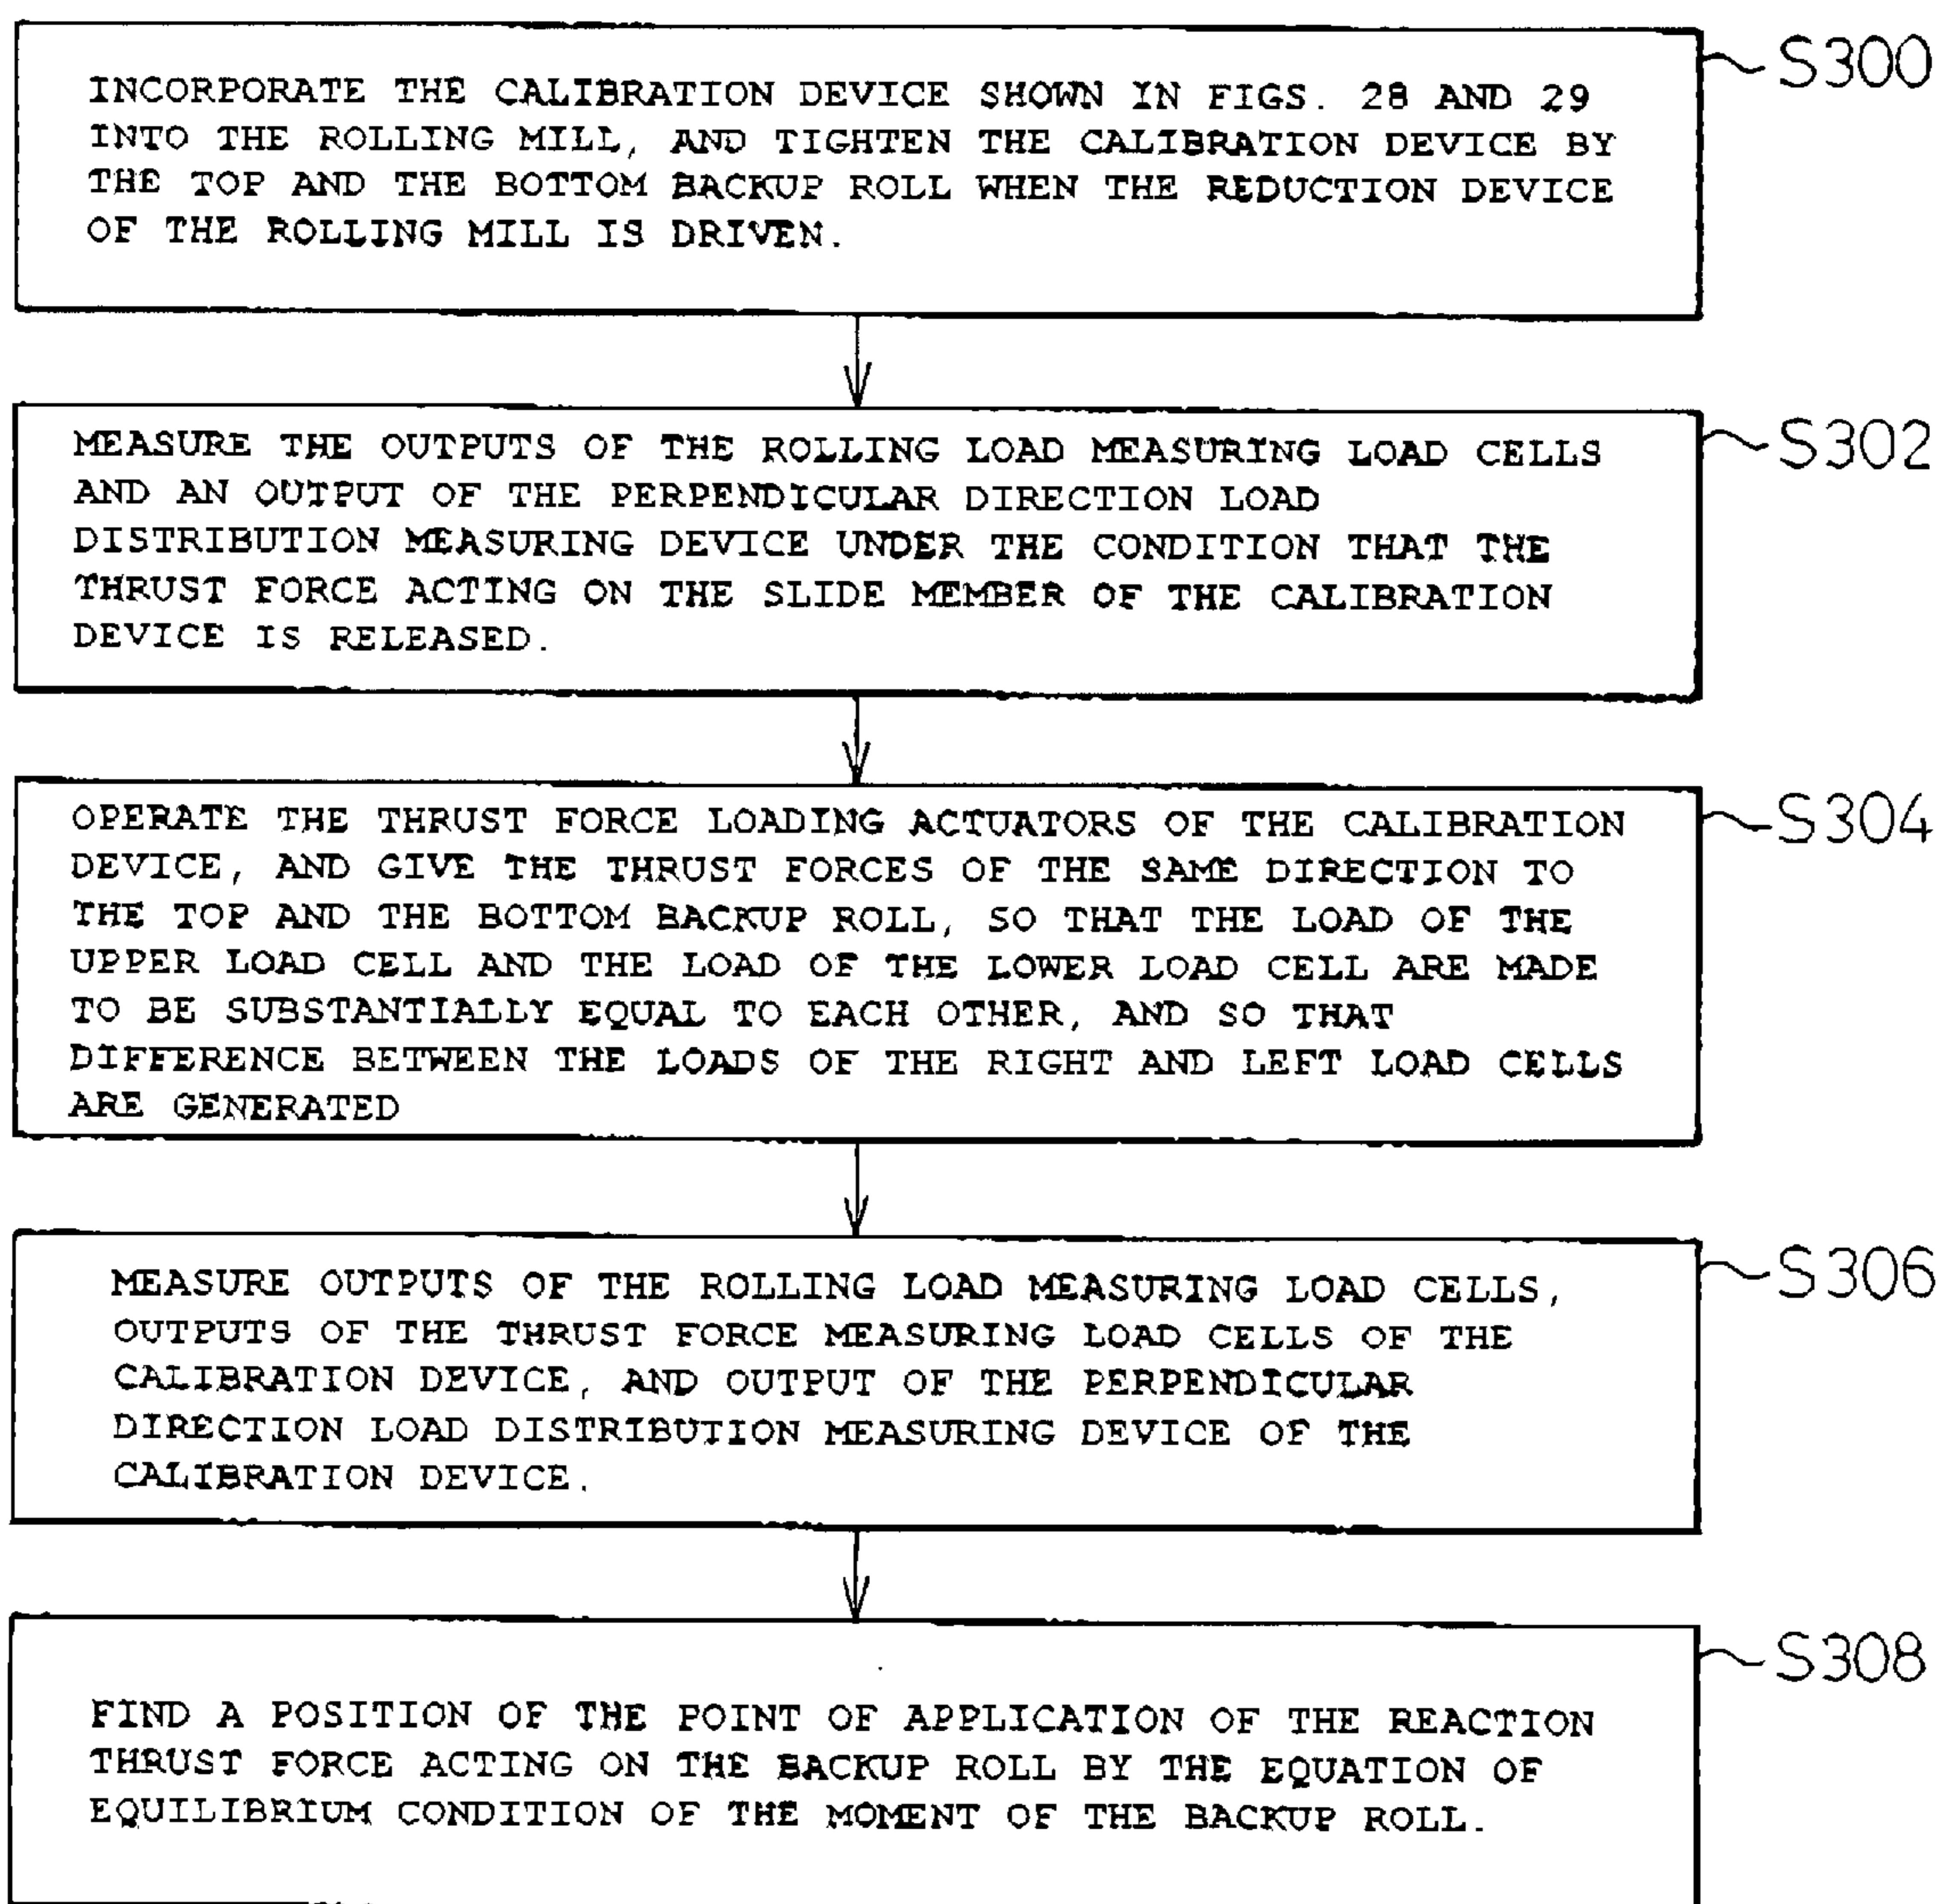 INCORPORATE THE CALIBRATION DEVICE SHOWN IN FIGS. 28 AND 29
INTO THE ROLLING MILL, AND TIGHTEN THE CALIBRATION DEVICE BY
THE TOP AND THE BOTTOM BACKUP ROLL WHEN THE REDUCTION DEVICE
OF THE ROLLING MILL IS DRIVEN.
S300
MEASURE THE OUTPUTS OF THE ROLLING LOAD MEASURING LOAD CELLS
AND AN OUTPUT OF THE PERPENDICULAR DIRECTION LOAD
DISTRIBUTION MEASURING DEVICE UNDER THE CONDITION THAT THE
THRUST FORCE ACTING ON THE SLIDE MEMBER OF THE CALIBRATION
DEVICE IS RELEASED.
S302
OPERATE THE THRUST FORCE LOADING ACTUATORS OF THE CALIBRATION
DEVICE, AND GIVE THE THRUST FORCES OF THE SAME DIRECTION TO
THE TOP AND THE BOTTOM BACKUP ROLL, SO THAT THE LOAD OF THE
UPPER LOAD CELL AND THE LOAD OF THE LOWER LOAD CELL ARE MADE
TO BE SUBSTANTIALLY EQUAL TO EACH OTHER, AND SO THAT
DIFFERENCE BETWEEN THE LOADS OF THE RIGHT AND LEFT LOAD CELLS
ARE GENERATED
S304
MEASURE OUTPUTS OF THE ROLLING LOAD MEASURING LOAD CELLS,
OUTPUTS OF THE THRUST FORCE MEASURING LOAD CELLS OF THE
CALIBRATION DEVICE, AND OUTPUT OF THE PERPENDICULAR
DIRECTION LOAD DISTRIBUTION MEASURING DEVICE OF THE
CALIBRATION DEVICE.
S306
FIND A POSITION OF THE POINT OF APPLICATION OF THE REACTION
THRUST FORCE ACTING ON THE BACKUP ROLL BY THE EQUATION OF
EQUILIBRIUM CONDITION OF THE MOMENT OF THE BACKUP ROLL.
S308